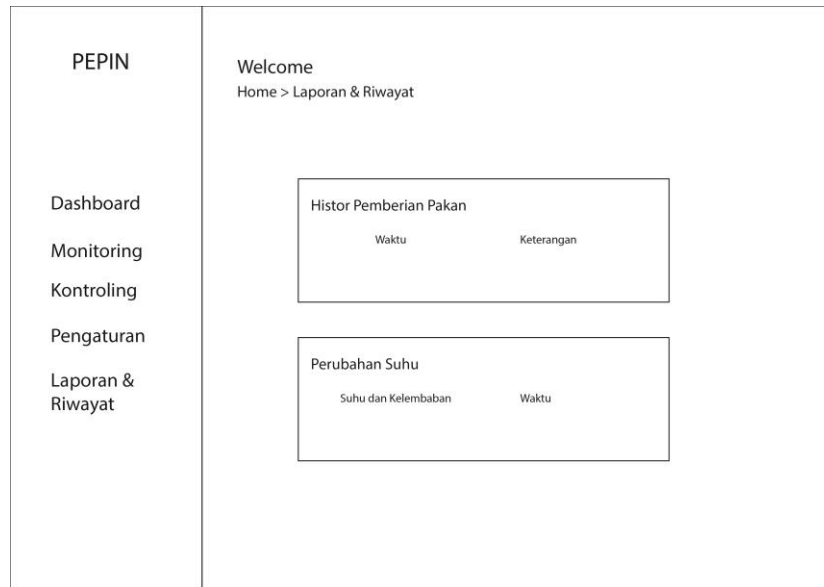 PEPIN
Dashboard
Monitoring
Kontroling
Pengaturan
Laporan &
Riwayat
Welcome
Home > Laporan & Riwayat
Histor Pemberian Pakan
Waktu Keterangan
Perubahan Suhu
Suhu dan Kelembaban Waktu